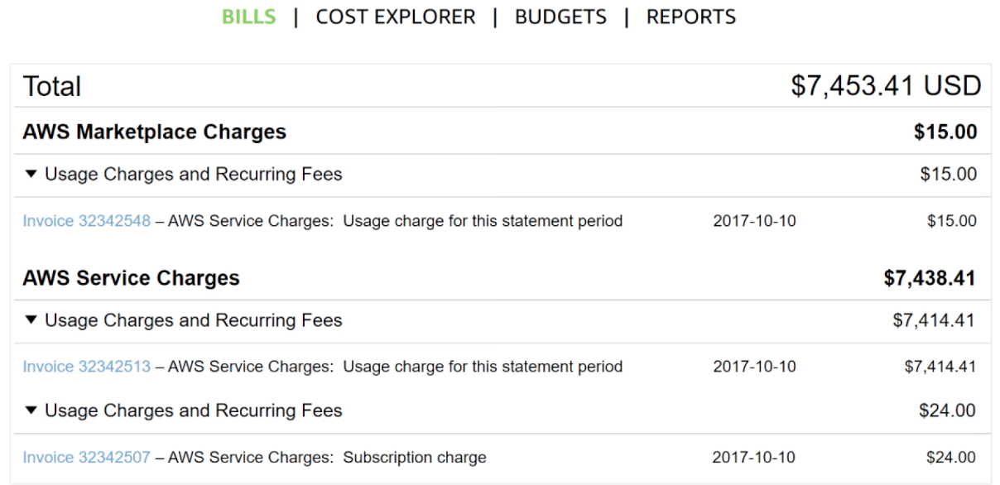 BILLS | COST EXPLORER | BUDGETS | REPORTS
Total $7,453.41 USD
AWS Marketplace Charges $15.00
▼ Usage Charges and Recurring Fees $15.00
Invoice 32342548 – AWS Service Charges: Usage charge for this statement period 2017-10-10 $15.00
AWS Service Charges $7,438.41
▼ Usage Charges and Recurring Fees $7,414.41
Invoice 32342513 – AWS Service Charges: Usage charge for this statement period 2017-10-10 $7,414.41
▼ Usage Charges and Recurring Fees $24.00
Invoice 32342507 – AWS Service Charges: Subscription charge 2017-10-10 $24.00